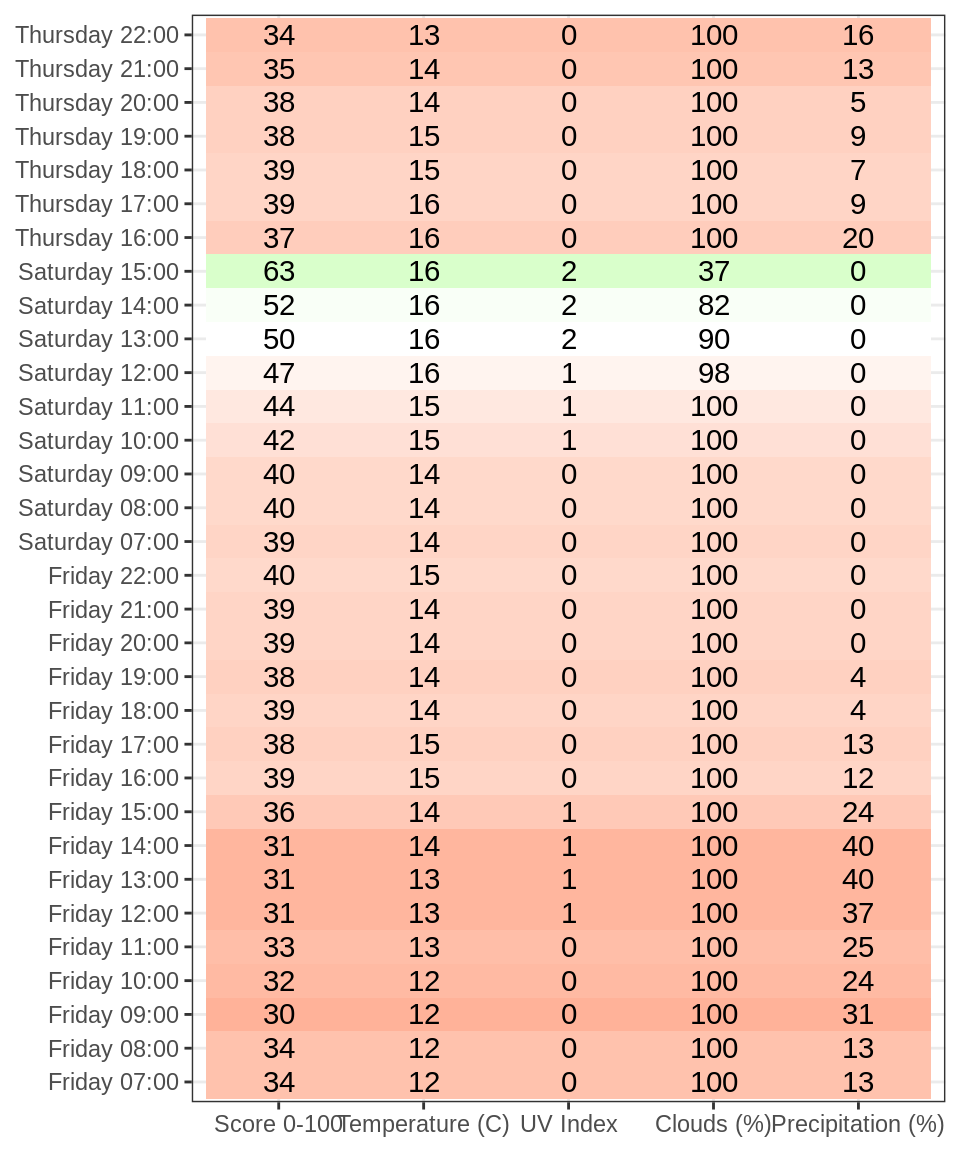 Thursday 22:00 34 13 0 100 16
Thursday 21:00 35 14 0 100 13
Thursday 20:00 38 14 0 100 5
Thursday 19:00 38 15 0 100 9
Thursday 18:00 39 15 0 100 7
Thursday 17:00 39 16 0 100 9
Thursday 16:00 37 16 0 100 20
Saturday 15:00 63 16 2 37 0
Saturday 14:00 52 16 2 82 0
Saturday 13:00 50 16 2 90 0
Saturday 12:00 47 16 1 98 0
Saturday 11:00 44 15 1 100 0
Saturday 10:00 42 15 1 100 0
Saturday 09:00 40 14 0 100 0
Saturday 08:00 40 14 0 100 0
Saturday 07:00 39 14 0 100 0
Friday 22:00 40 15 0 100 0
Friday 21:00 39 14 0 100 0
Friday 20:00 39 14 0 100 0
Friday 19:00 38 14 0 100 4
Friday 18:00 39 14 0 100 4
Friday 17:00 38 15 0 100 13
Friday 16:00 39 15 0 100 12
Friday 15:00 36 14 1 100 24
Friday 14:00 31 14 1 100 40
Friday 13:00 31 13 1 100 40
Friday 12:00 31 13 1 100 37
Friday 11:00 33 13 0 100 25
Friday 10:00 32 12 0 100 24
Friday 09:00 30 12 0 100 31
Friday 08:00 34 12 0 100 13
Friday 07:00 34 12 0 100 13
Score 0-100 Temperature (C) UV Index Clouds (%) Precipitation (%)